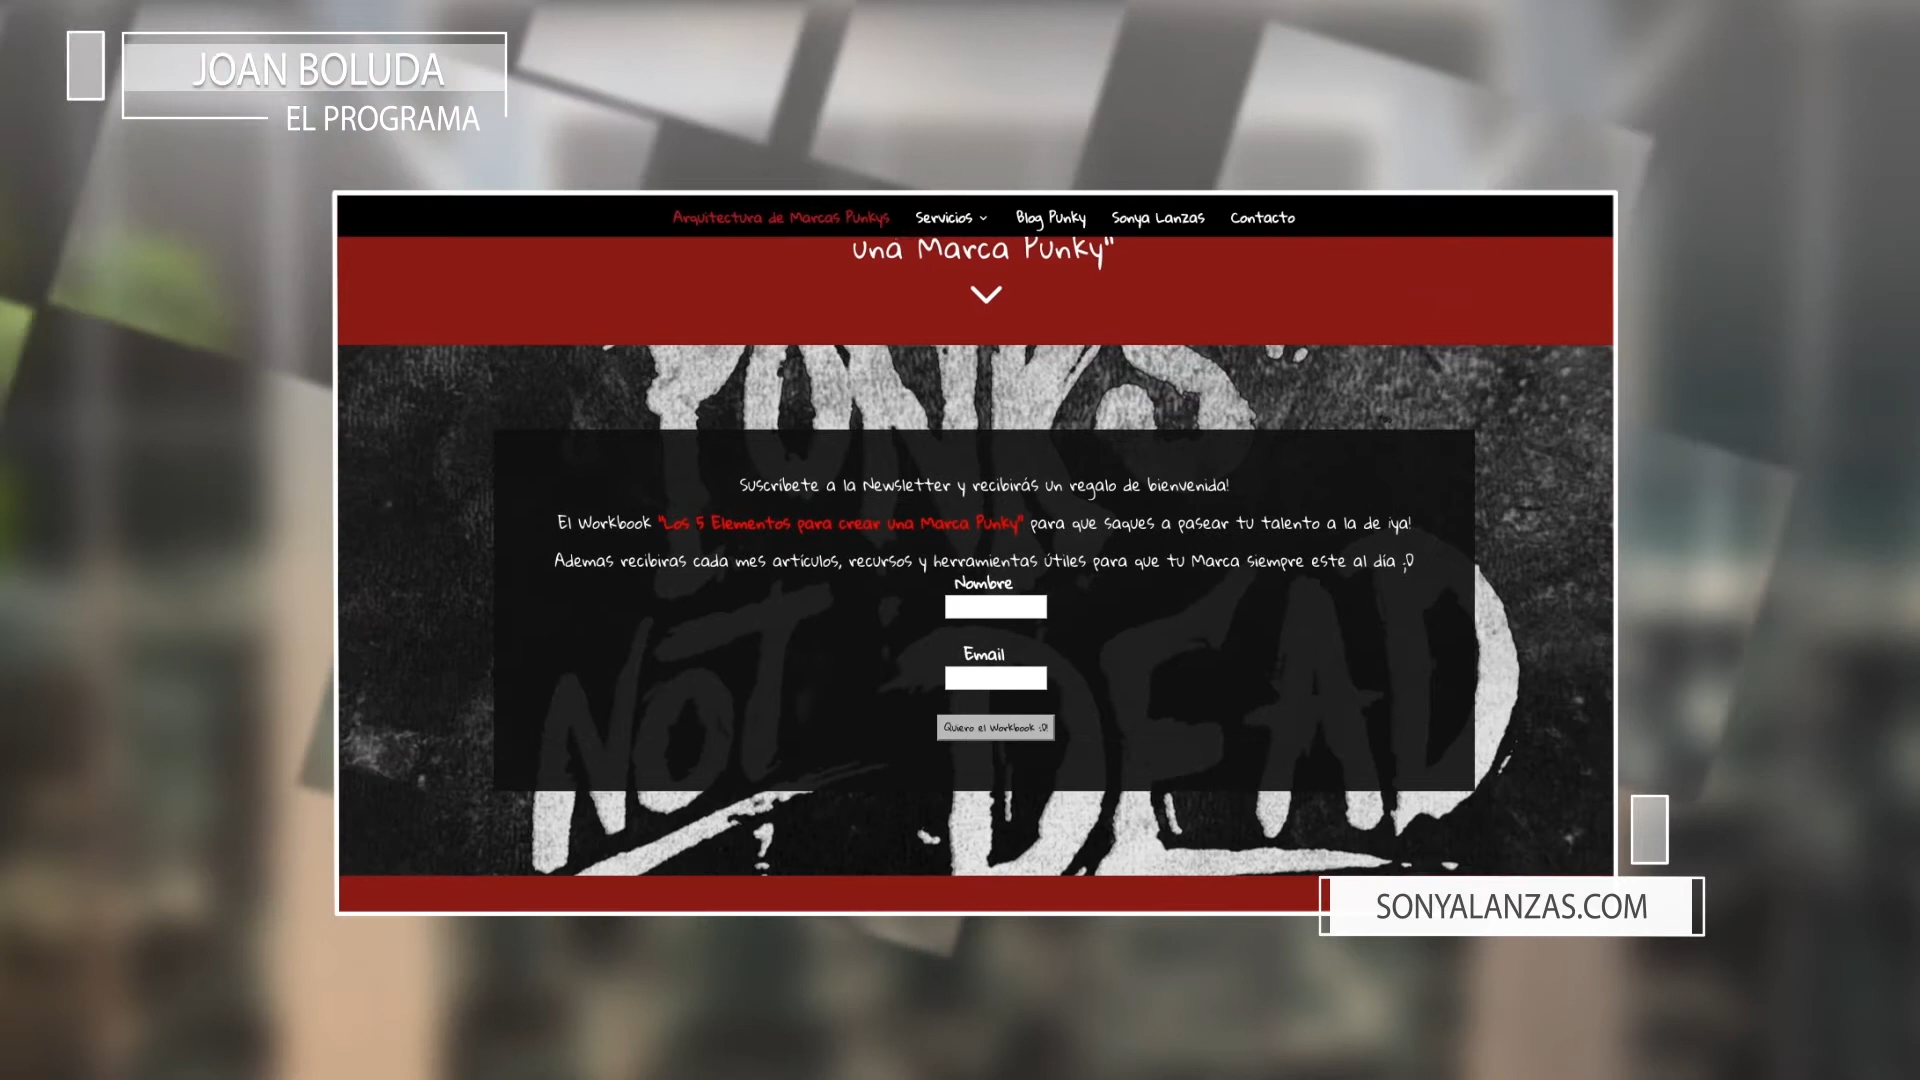 JOAN BOLUDA
EL PROGRAMA
Arquitectura de Marcas Punkys Servicios Blog Punky Sonya Lanzas Contacto
una Marca Punky"
PUNKS
Suscríbete a la Newsletter y recibirás un regalo de bienvenida!
El Workbook "Los 5 Elementos para crear una Marca Punky" para que saques a pasear tu talento a la de ¡ya!
Ademas recibiras cada mes artículos, recursos y herramientas útiles para que tu Marca siempre este al día ;D
Nombre
Email
Quiero el Workbook ;D!
NOT DEAD
SONYALANZAS.COM